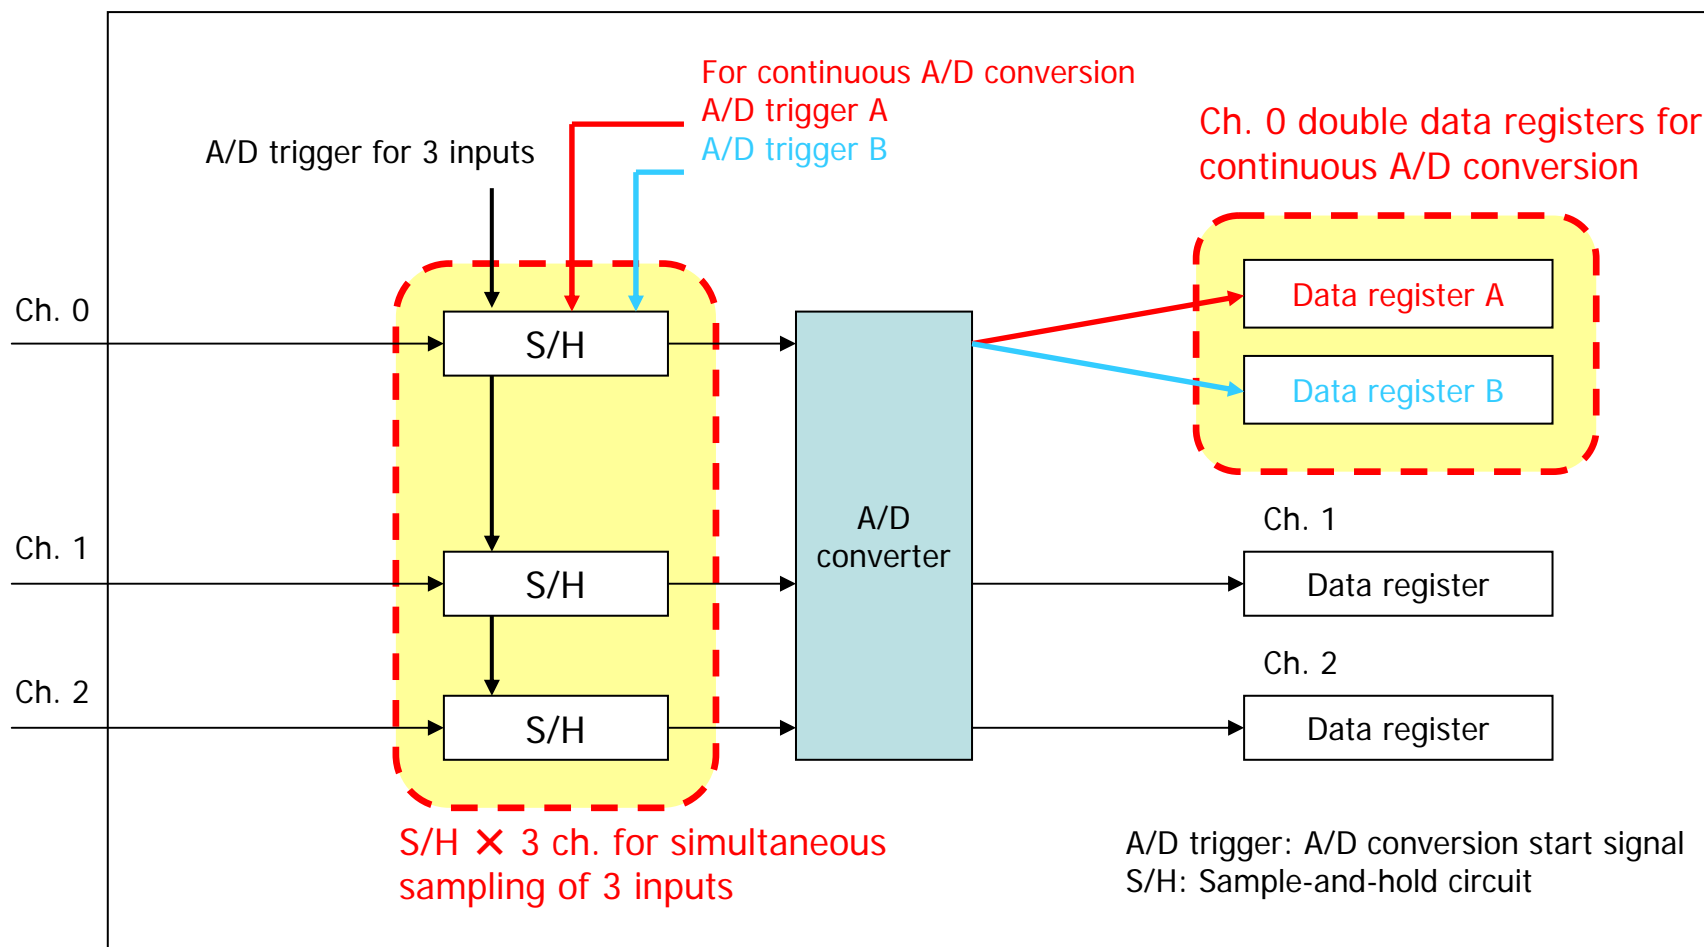 For continuous A/D conversion
A/D trigger A
A/D trigger B
A/D trigger for 3 inputs
Ch. 0 double data registers for
continuous A/D conversion
Ch. 0
S/H
Data register A
Data register B
A/D
converter
Ch. 1
S/H
Ch. 1
Data register
Ch. 2
S/H
Ch. 2
Data register
S/H × 3 ch. for simultaneous
sampling of 3 inputs
A/D trigger: A/D conversion start signal
S/H: Sample-and-hold circuit